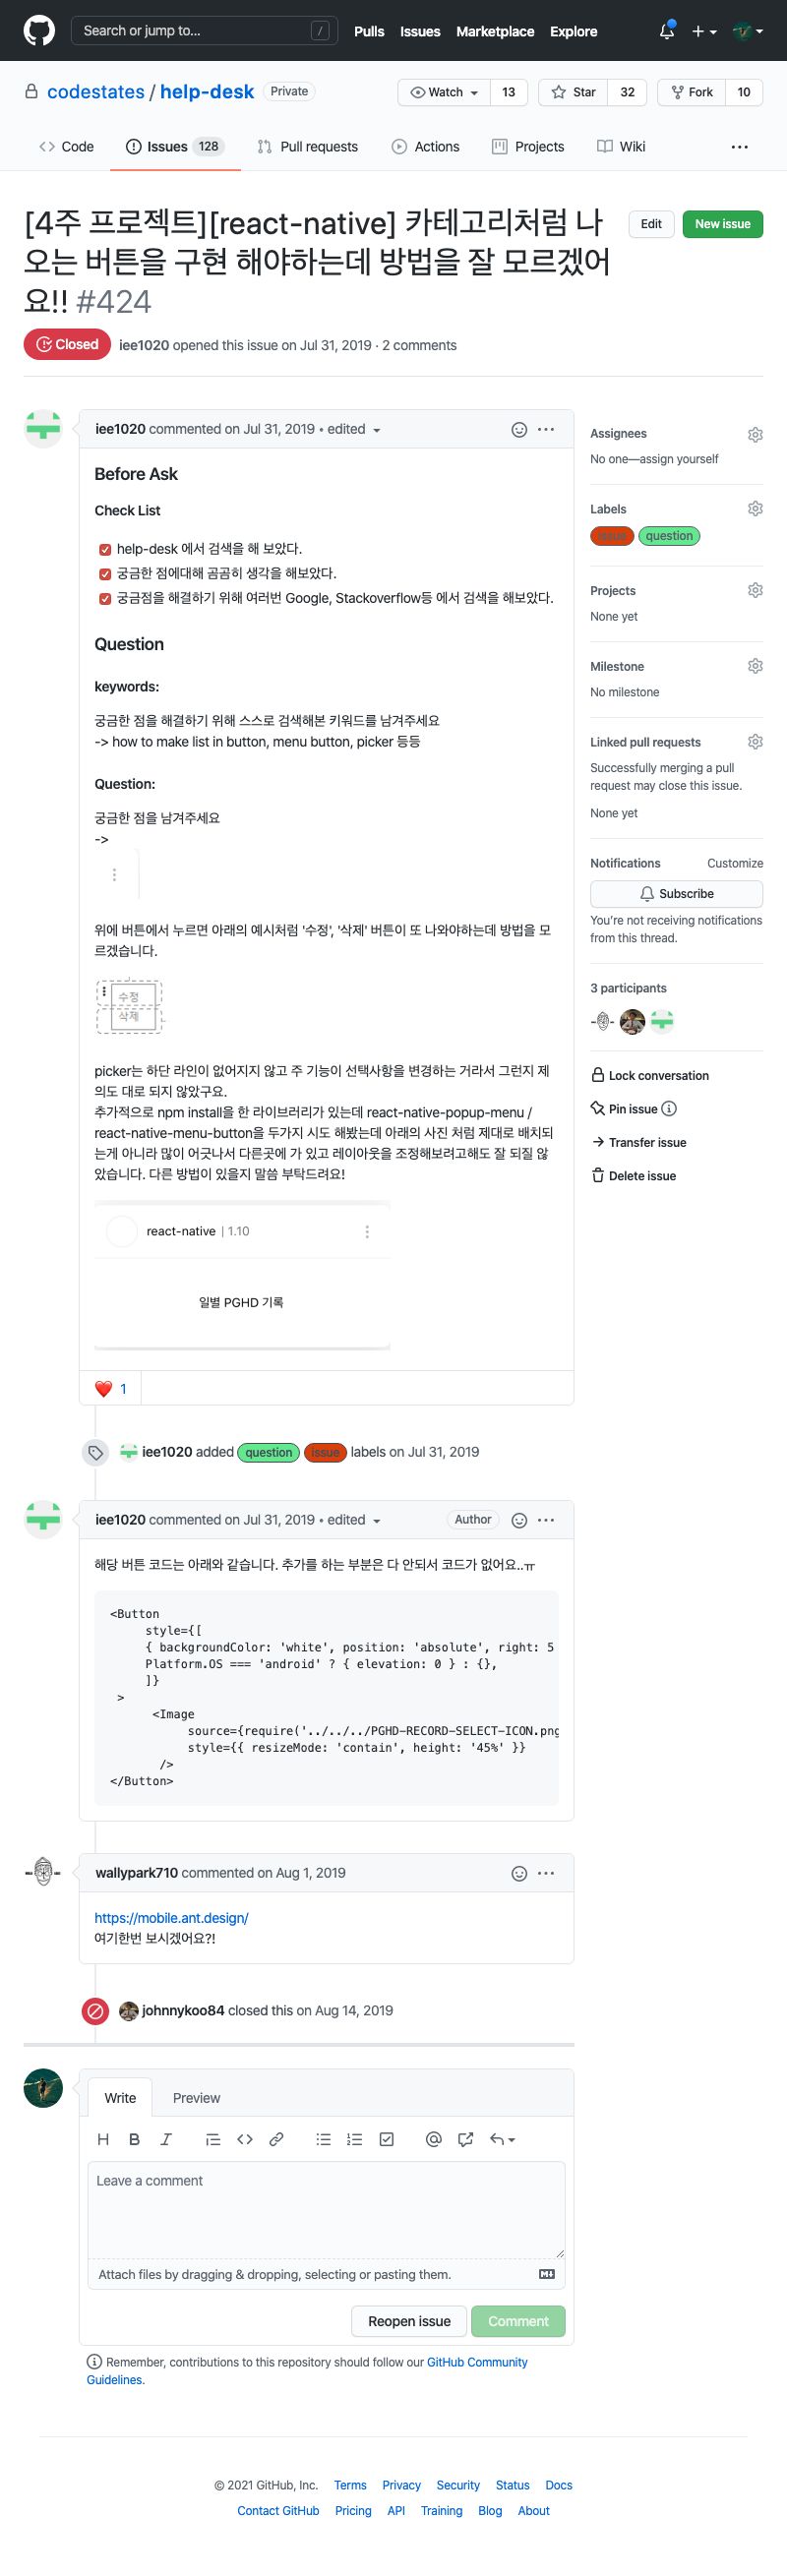 Search or jump to...
/
Pulls
Issues
Marketplace
Explore
codestates / help-desk
Private
Watch
13
Star
32
Fork
10
Code
Issues 128
Pull requests
Actions
Projects
Wiki
[4주 프로젝트][react-native] 카테고리처럼 나
오는 버튼을 구현 해야하는데 방법을 잘 모르겠어
요!! #424
Edit
New issue
Closed
iee1020 opened this issue on Jul 31, 2019 · 2 comments
iee1020 commented on Jul 31, 2019 • edited
Before Ask
Check List
help-desk 에서 검색을 해 보았다.
궁금한 점에대해 곰곰히 생각을 해보았다.
궁금점을 해결하기 위해 여러번 Google, Stackoverflow등 에서 검색을 해보았다.
Question
keywords:
궁금한 점을 해결하기 위해 스스로 검색해본 키워드를 남겨주세요
-> how to make list in button, menu button, picker 등등
Question:
궁금한 점을 남겨주세요
->
위에 버튼에서 누르면 아래의 예시처럼 '수정', '삭제' 버튼이 또 나와야하는데 방법을 모
르겠습니다.
수정
삭제
picker는 하단 라인이 없어지지 않고 주 기능이 선택사항을 변경하는 거라서 그런지 제
의도 대로 되지 않았구요.
추가적으로 npm install을 한 라이브러리가 있는데 react-native-popup-menu /
react-native-menu-button을 두가지 시도 해봤는데 아래의 사진 처럼 제대로 배치되
는게 아니라 많이 어긋나서 다른곳에 가 있고 레이아웃을 조정해보려고해도 잘 되질 않
았습니다. 다른 방법이 있을지 말씀 부탁드려요!
react-native | 1.10
일별 PGHD 기록
1
Assignees
No one—assign yourself
Labels
issue
question
Projects
None yet
Milestone
No milestone
Linked pull requests
Successfully merging a pull
request may close this issue.
None yet
Notifications
Customize
Subscribe
You're not receiving notifications
from this thread.
3 participants
Lock conversation
Pin issue
Transfer issue
Delete issue
iee1020 added question issue labels on Jul 31, 2019
iee1020 commented on Jul 31, 2019 • edited
Author
해당 버튼 코드는 아래와 같습니다. 추가를 하는 부분은 다 안되서 코드가 없어요..ㅠ
<Button
style={[
{ backgroundColor: 'white', position: 'absolute', right: 5
Platform.OS === 'android' ? { elevation: 0 } : {},
]}
>
<Image
source={require('../../../PGHD-RECORD-SELECT-ICON.png
style={{ resizeMode: 'contain', height: '45%' }}
/>
</Button>
wallypark710 commented on Aug 1, 2019
https://mobile.ant.design/
여기한번 보시겠어요?!
johnnykoo84 closed this on Aug 14, 2019
Write
Preview
Leave a comment
Attach files by dragging & dropping, selecting or pasting them.
Reopen issue
Comment
Remember, contributions to this repository should follow our GitHub Community
Guidelines.
© 2021 GitHub, Inc.
Terms
Privacy
Security
Status
Docs
Contact GitHub
Pricing
API
Training
Blog
About